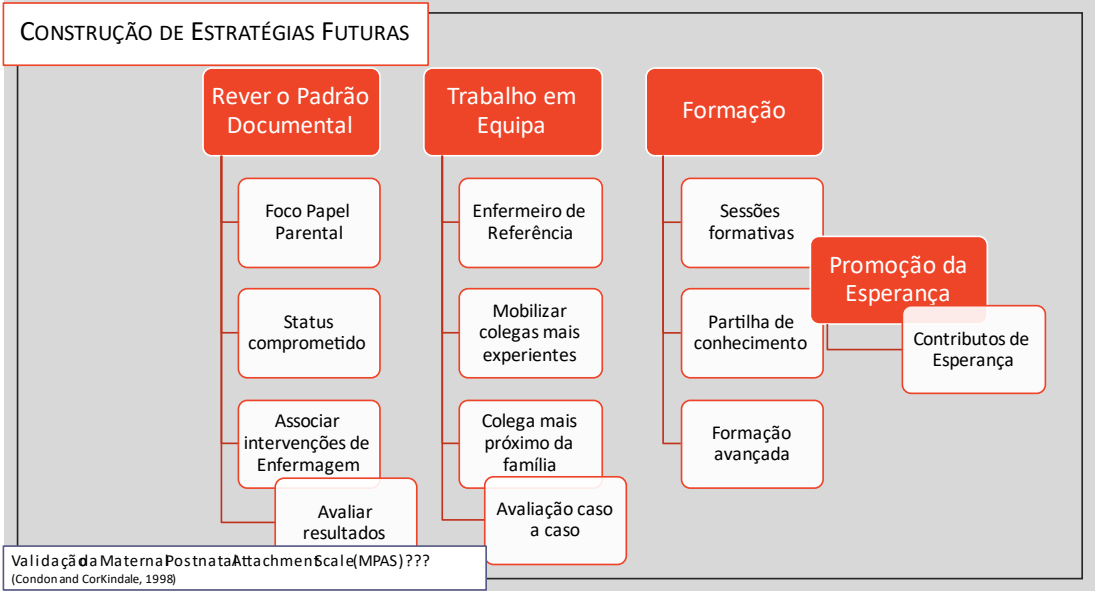 CONSTRUÇÃO DE ESTRATÉGIAS FUTURAS
Rever o Padrão
Documental
Foco Papel
Parental
Status
comprometido
Associar
intervenções de
Enfermagem
Avaliar
resultados
Trabalho em
Equipa
Enfermeiro de
Referência
Mobilizar
colegas mais
experientes
Colega mais
próximo da
família
Avaliação caso
a caso
Formação
Sessões
formativas
Partilha de
conhecimento
Formação
avançada
Promoção da
Esperança
Contributos de
Esperança
Validação da Maternal Postnatal Attachment Scale (MPAS) ???
(Condon and CorKindale, 1998)